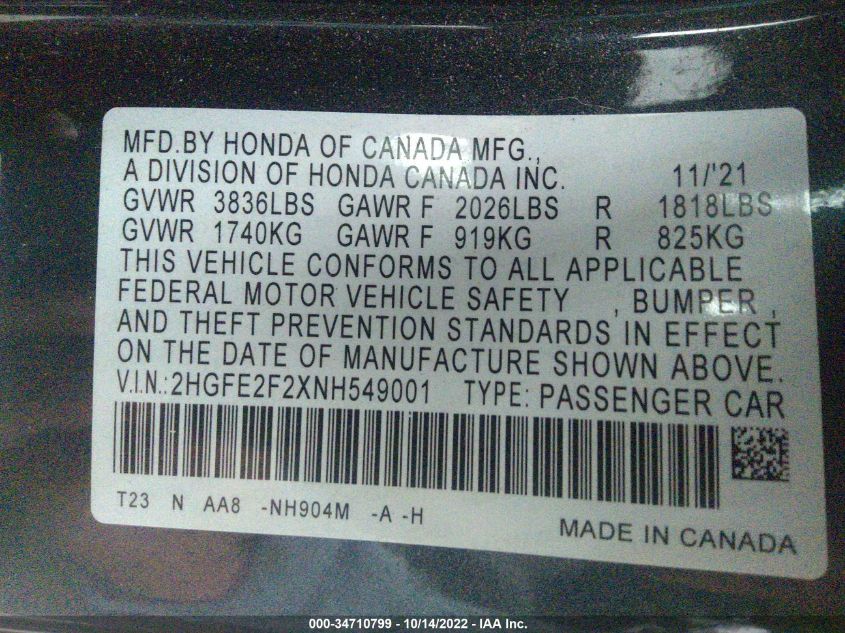 MFD.BY HONDA OF CANADA MFG.,
A DIVISION OF HONDA CANADA INC. 11/'21
GVWR 3836LBS GAWR F 2026LBS R 1818LBS
GVWR 1740KG GAWR F 919KG R 825KG
THIS VEHICLE CONFORMS TO ALL APPLICABLE
FEDERAL MOTOR VEHICLE SAFETY , BUMPER ,
AND THEFT PREVENTION STANDARDS IN EFFECT
ON THE DATE OF MANUFACTURE SHOWN ABOVE.
V.I.N.:2HGFE2F2XNH549001 TYPE: PASSENGER CAR
T23 N AA8 -NH904M -A -H
MADE IN CANADA
000-34710799 - 10/14/2022 - IAA Inc.